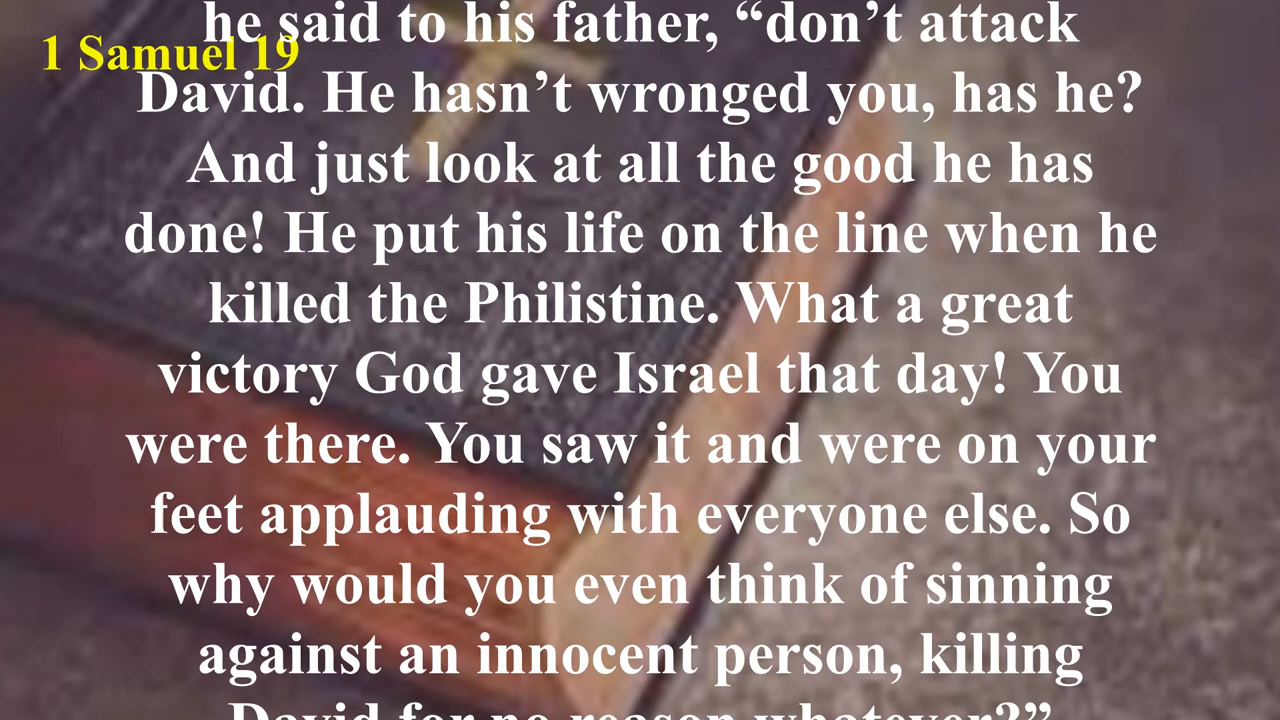 he said to his father, “don’t attack
1 Samuel 19
David. He hasn’t wronged you, has he?
And just look at all the good he has
done! He put his life on the line when he
killed the Philistine. What a great
victory God gave Israel that day! You
were there. You saw it and were on your
feet applauding with everyone else. So
why would you even think of sinning
against an innocent person, killing
David for no reason whatever?”